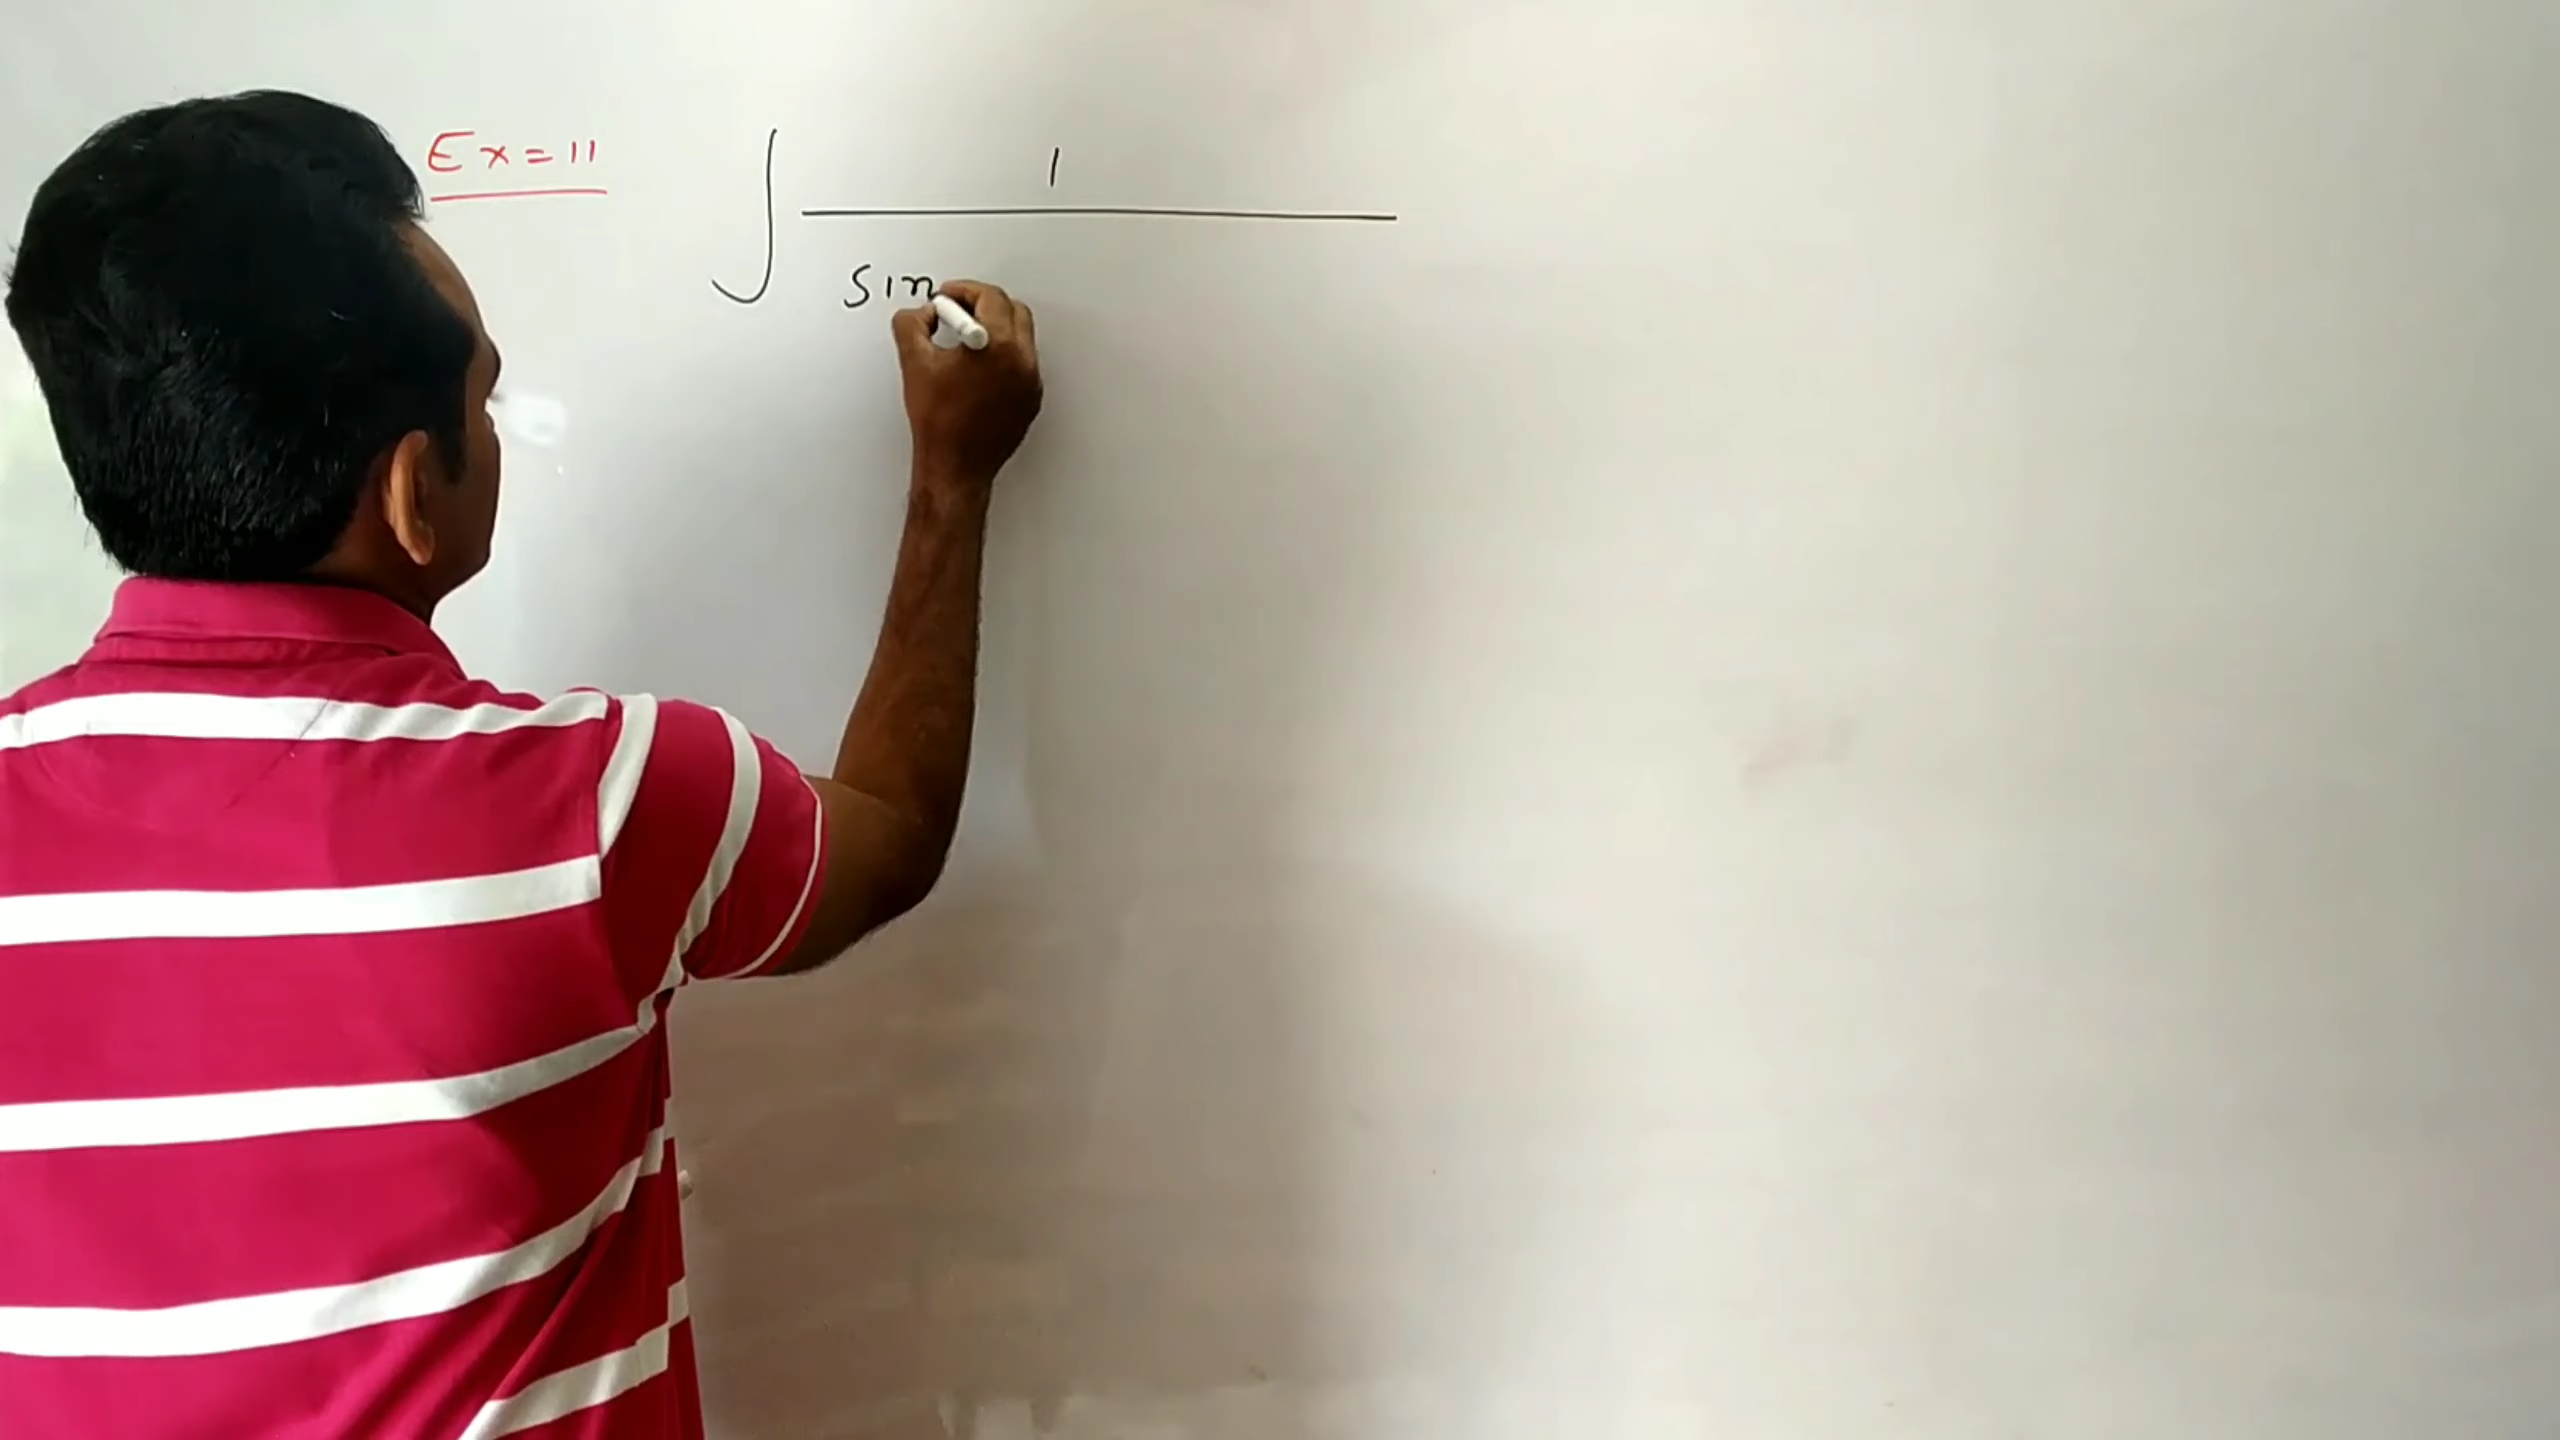 Ex = 11 ∫ 1
sin